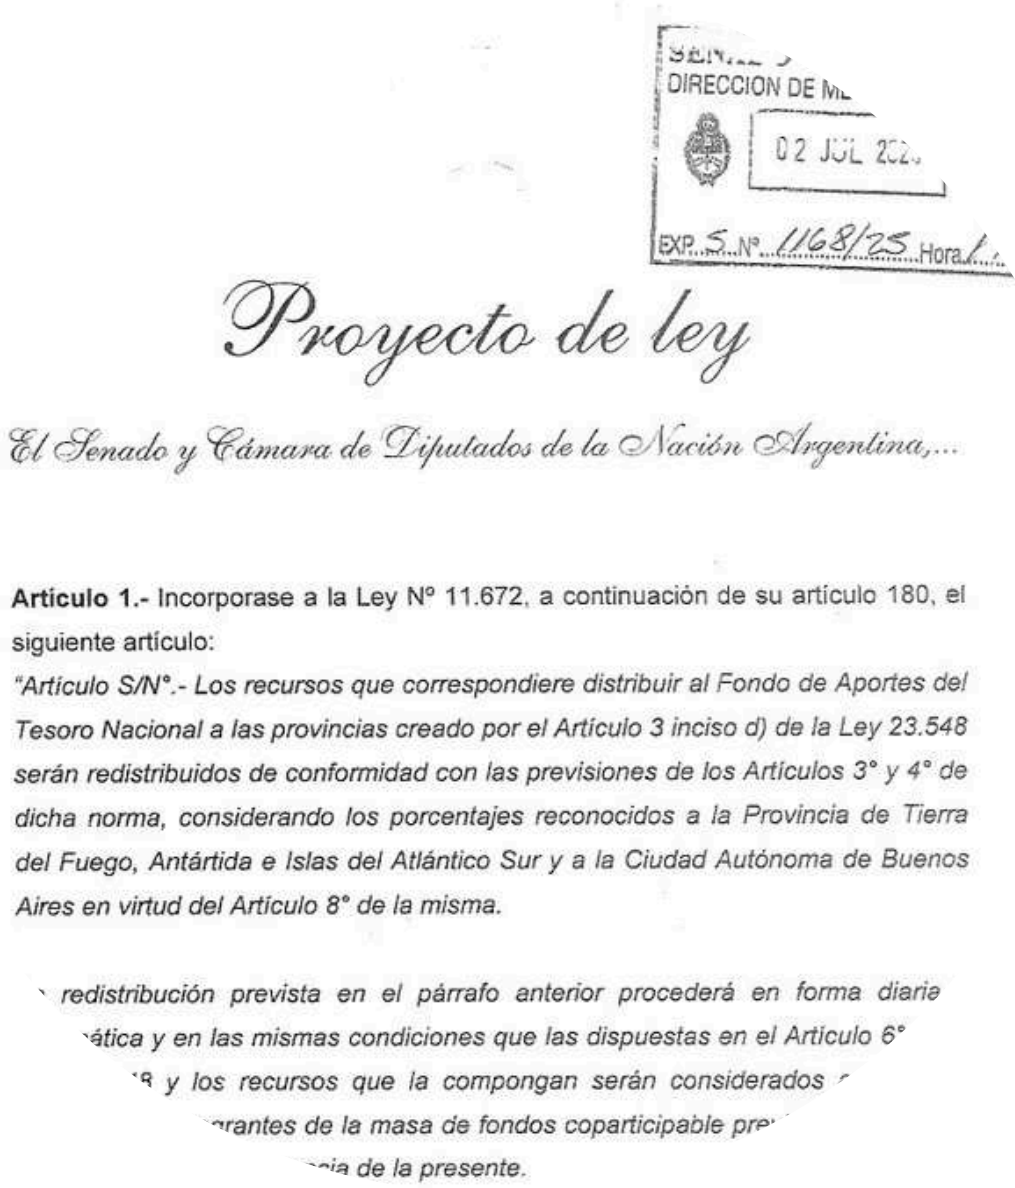 DIRECCION DE
02 JUL
EXP. S. Nº 1168/25 Hora
Proyecto de ley
El Senado y Cámara de Diputados de la Nación Argentina,...
Artículo 1.- Incorporase a la Ley Nº 11.672, a continuación de su artículo 180, el
siguiente artículo:
“Artículo S/N°.- Los recursos que correspondiere distribuir al Fondo de Aportes del
Tesoro Nacional a las provincias creado por el Artículo 3 inciso d) de la Ley 23.548
serán redistribuidos de conformidad con las previsiones de los Artículos 3° y 4° de
dicha norma, considerando los porcentajes reconocidos a la Provincia de Tierra
del Fuego, Antártida e Islas del Atlántico Sur y a la Ciudad Autónoma de Buenos
Aires en virtud del Artículo 8° de la misma.
redistribución prevista en el párrafo anterior procederá en forma diaria
y en las mismas condiciones que las dispuestas en el Artículo 6°
y los recursos que la compongan serán considerados
de la masa de fondos coparticipable
de la presente.